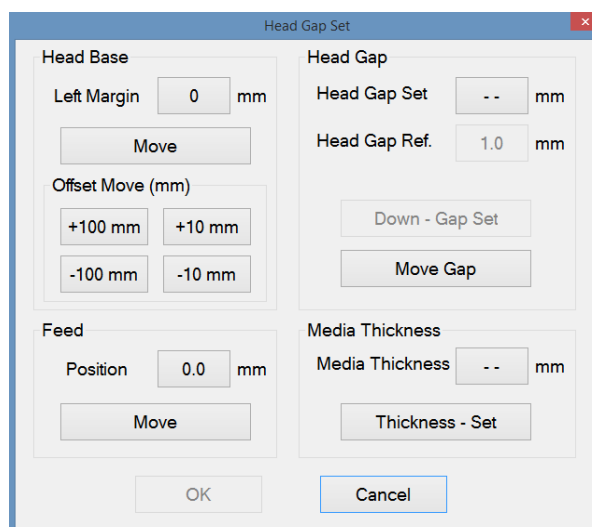 Head Gap Set
Head Base
Left Margin 0 mm
Move
Offset Move (mm)
+100 mm +10 mm
-100 mm -10 mm
Head Gap
Head Gap Set - - mm
Head Gap Ref. 1.0 mm
Down - Gap Set
Move Gap
Feed
Position 0.0 mm
Move
Media Thickness
Media Thickness - - mm
Thickness - Set
OK Cancel